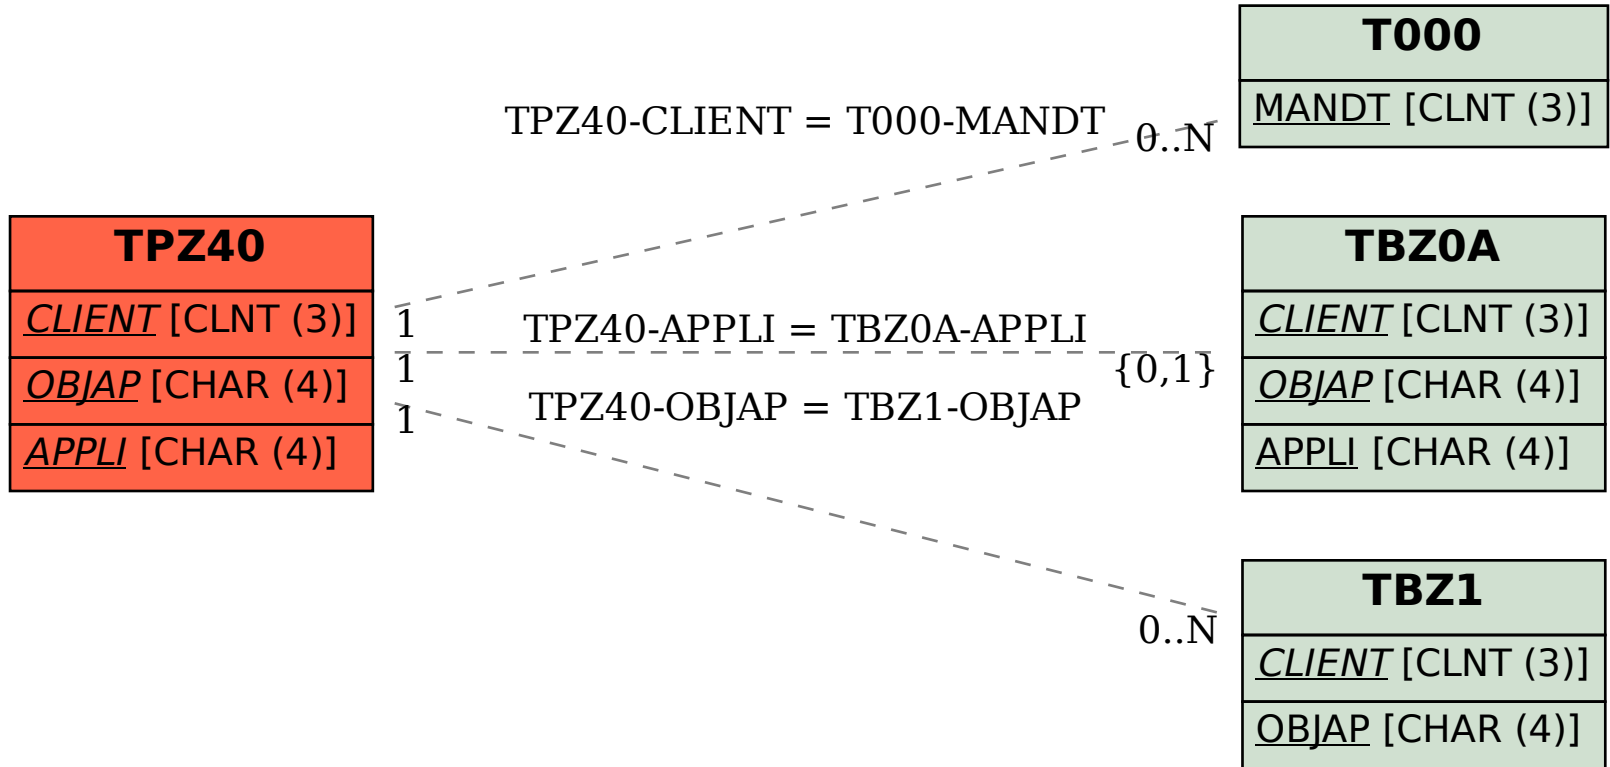 T000
MANDT [CLNT (3)]
TPZ40-CLIENT = T000-MANDT
0..N
TPZ40
CLIENT [CLNT (3)]
OBJAP [CHAR (4)]
APPLI [CHAR (4)]
1
TPZ40-APPLI = TBZ0A-APPLI
1
{0,1}
TPZ40-OBJAP = TBZ1-OBJAP
1
0..N
TBZ0A
CLIENT [CLNT (3)]
OBJAP [CHAR (4)]
APPLI [CHAR (4)]
TBZ1
CLIENT [CLNT (3)]
OBJAP [CHAR (4)]